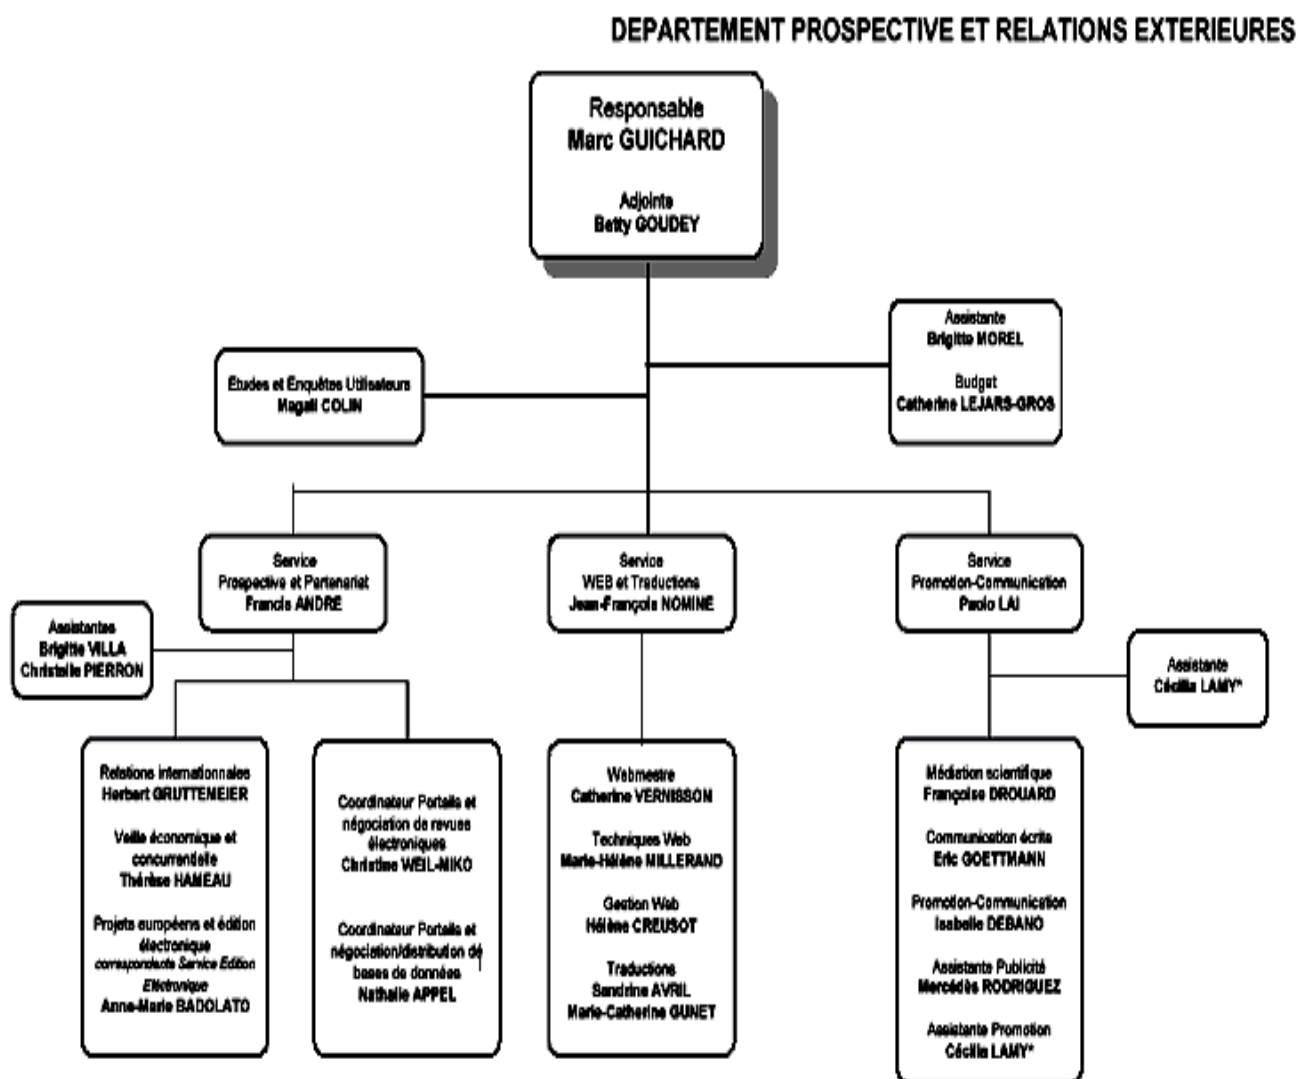 DEPARTEMENT PROSPECTIVE ET RELATIONS EXTERIEURES
Responsable
Marc GUICHARD
Adjointe
Betty GOUDEY
Assistante
Brigitte MOREL
Budget
Catherine LEJARS-GROS
Etudes et Enquêtes Utilisateurs
Magali COLIN
Service
Prospective et Partenariat
Francis ANDRE
Service
WEB et Traductions
Jean-François NOMINE
Service
Promotion-Communication
Paolo LAI
Assistantes
Brigitte VILLA
Christelle PIERRON
Assistante
Cécilia LAMY*
Relations internationales
Herbert GRUTTEMEIER
Veille économique et
concurrentielle
Thérèse HAMEAU
Projets européens et édition
électronique
correspondante Service Edition
Electronique
Anne-Marie BADOLATO
Coordinateur Portails et
négociation de revues
électroniques
Christine WEIL-MIKO
Coordinateur Portails et
négociation/distribution de
bases de données
Nathalie APPEL
Webmestre
Catherine VERNISSON
Techniques Web
Marie-Hélène MILLERAND
Gestion Web
Hélène CREUSOT
Traductions
Sandrine AVRIL
Marie-Catherine GUNET
Médiation scientifique
Françoise DROUARD
Communication écrite
Eric GOETTMANN
Promotion-Communication
Isabelle DEBANO
Assistante Publicité
Mercédès RODRIGUEZ
Assistante Promotion
Cécilia LAMY*